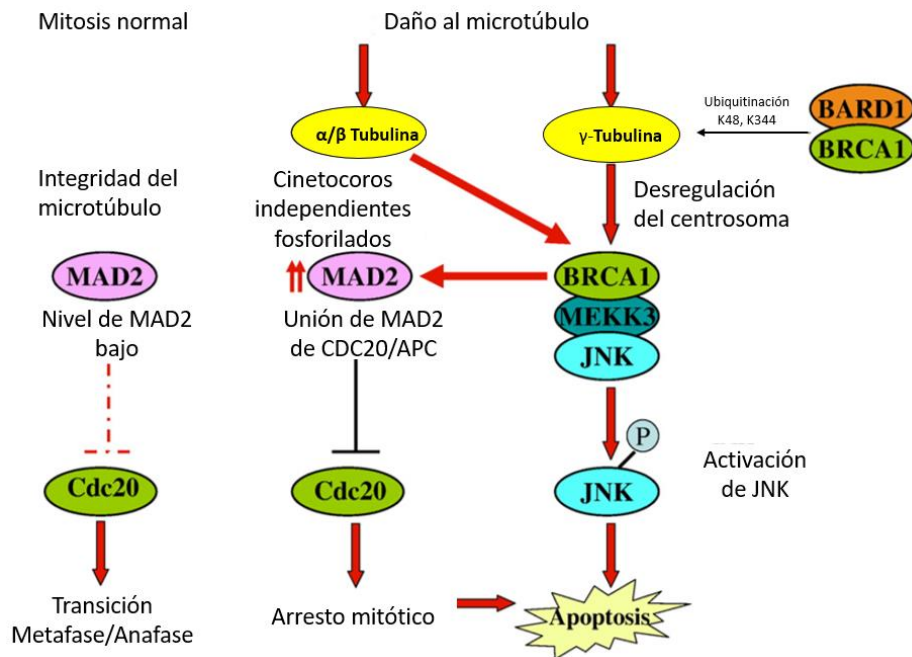 Mitosis normal
Daño al microtúbulo
α/β Tubulina
γ-Tubulina
Ubiquitinación
K48, K344
BARD1
BRCA1
Integridad del
microtúbulo
Cinetocoros
independientes
fosforilados
Desregulación
del centrosoma
MAD2
MAD2
BRCA1
MEKK3
JNK
Nivel de MAD2
bajo
Unión de MAD2
de CDC20/APC
P
Cdc20
Cdc20
JNK
Activación
de JNK
Transición
Metafase/Anafase
Arresto mitótico
Apoptosis